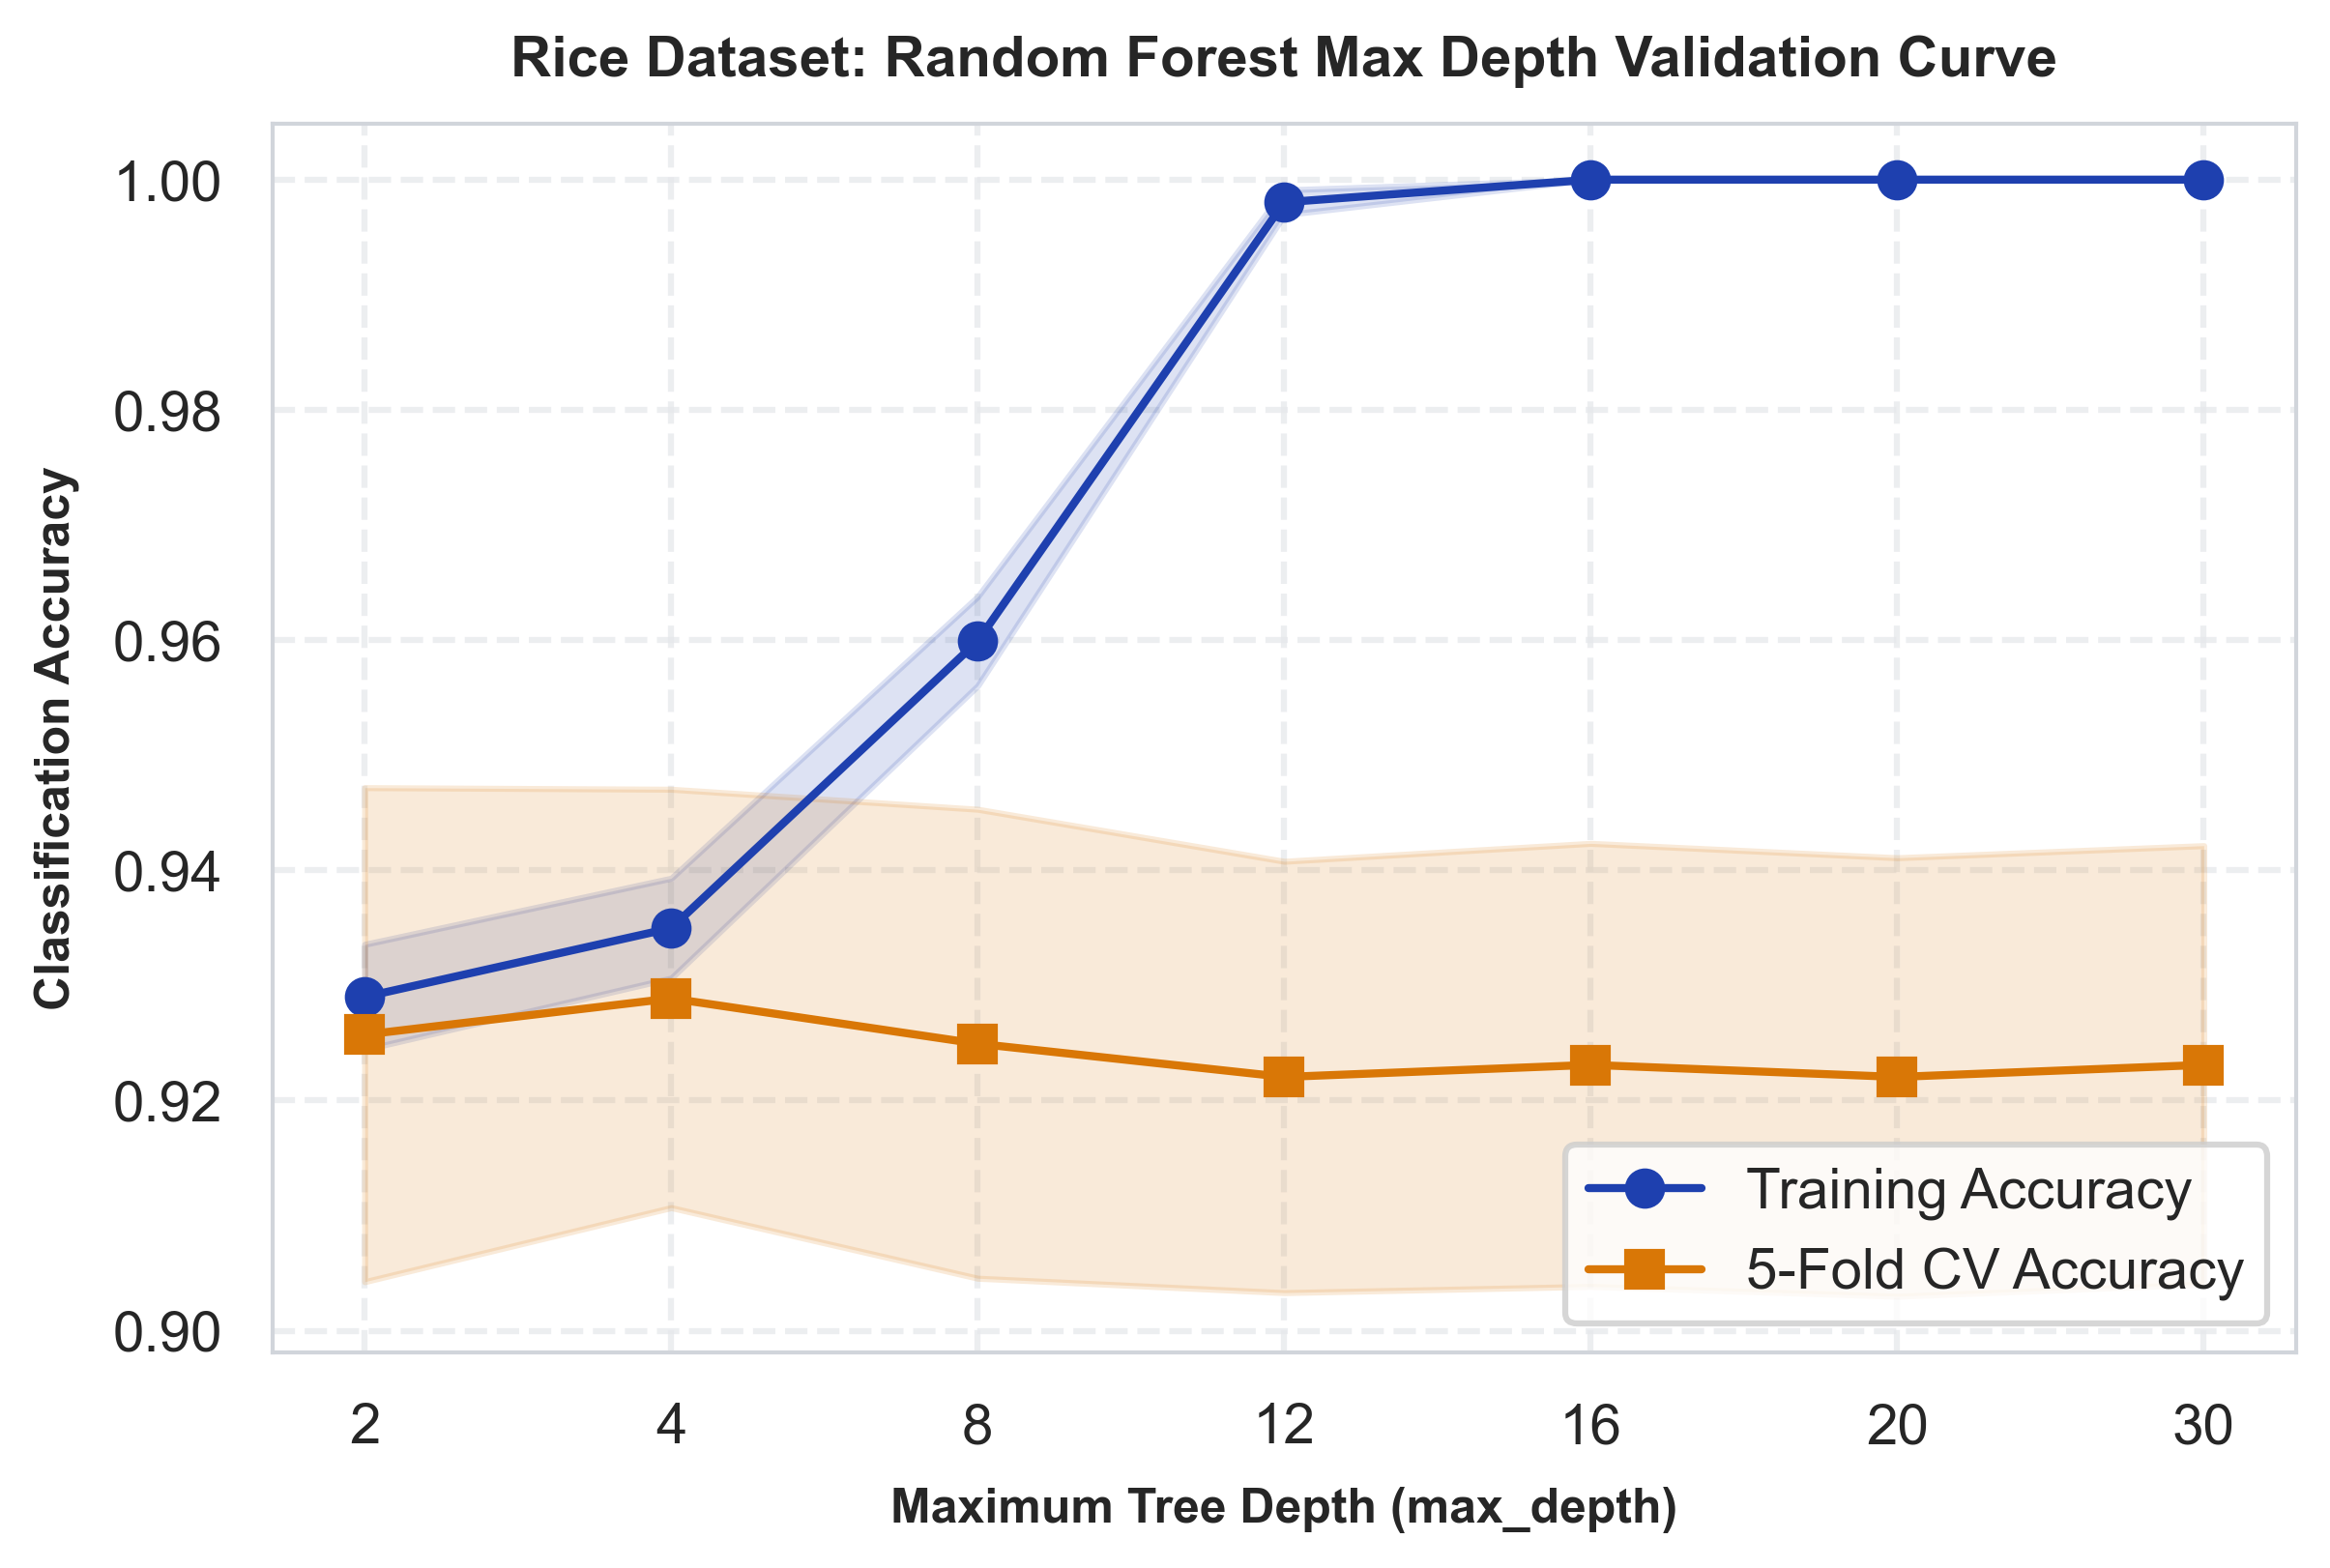 Rice Dataset: Random Forest Max Depth Validation Curve
Classification Accuracy
1.00
0.98
0.96
0.94
0.92
0.90
Training Accuracy
5-Fold CV Accuracy
2 4 8 12 16 20 30
Maximum Tree Depth (max_depth)